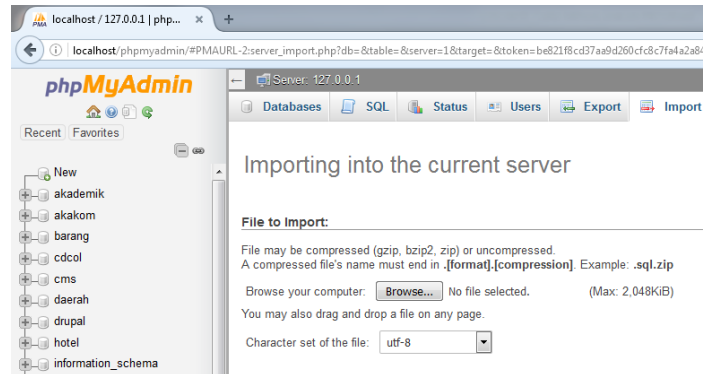 localhost / 127.0.0.1 | php... ×
localhost/phpmyadmin/#PMAURL-2:server_import.php?db=&table=&server=1&target=&token=be821f8cd37aa9d260cfc8c7fa4a2a84
phpMyAdmin
Recent Favorites
New
akademik
akakom
barang
cdcol
cms
daerah
drupal
hotel
information_schema
Server: 127.0.0.1
Databases SQL Status Users Export Import
Importing into the current server
File to Import:
File may be compressed (gzip, bzip2, zip) or uncompressed.
A compressed file's name must end in .[format].[compression]. Example: .sql.zip
Browse your computer: Browse... No file selected. (Max: 2,048KiB)
You may also drag and drop a file on any page.
Character set of the file: utf-8